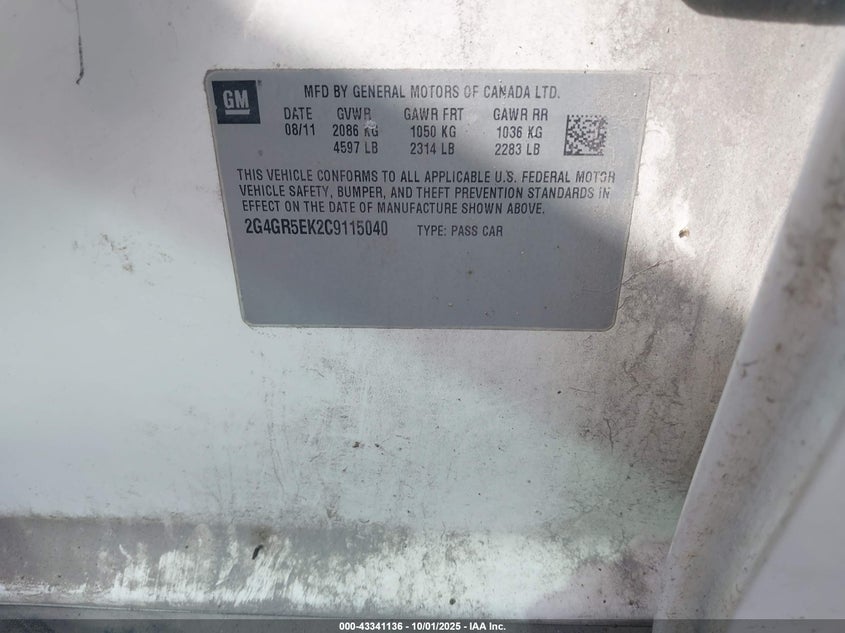 GM
MFD BY GENERAL MOTORS OF CANADA LTD.
DATE GVWR GAWR FRT GAWR RR
08/11 2086 KG 1050 KG 1036 KG
4597 LB 2314 LB 2283 LB
THIS VEHICLE CONFORMS TO ALL APPLICABLE U.S. FEDERAL MOTOR
VEHICLE SAFETY, BUMPER, AND THEFT PREVENTION STANDARDS IN
EFFECT ON THE DATE OF MANUFACTURE SHOWN ABOVE.
2G4GR5EK2C9115040 TYPE: PASS CAR
000-43341136 - 10/01/2025 - IAA Inc.